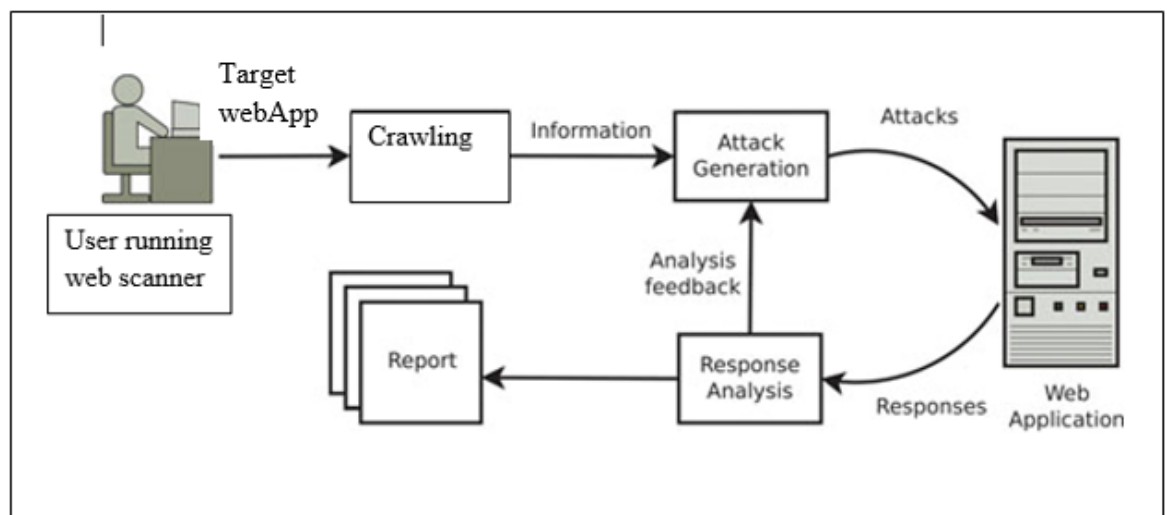 Target
webApp
Crawling
Information
Attack
Generation
Attacks
User running
web scanner
Analysis
feedback
Report
Response
Analysis
Responses
Web
Application